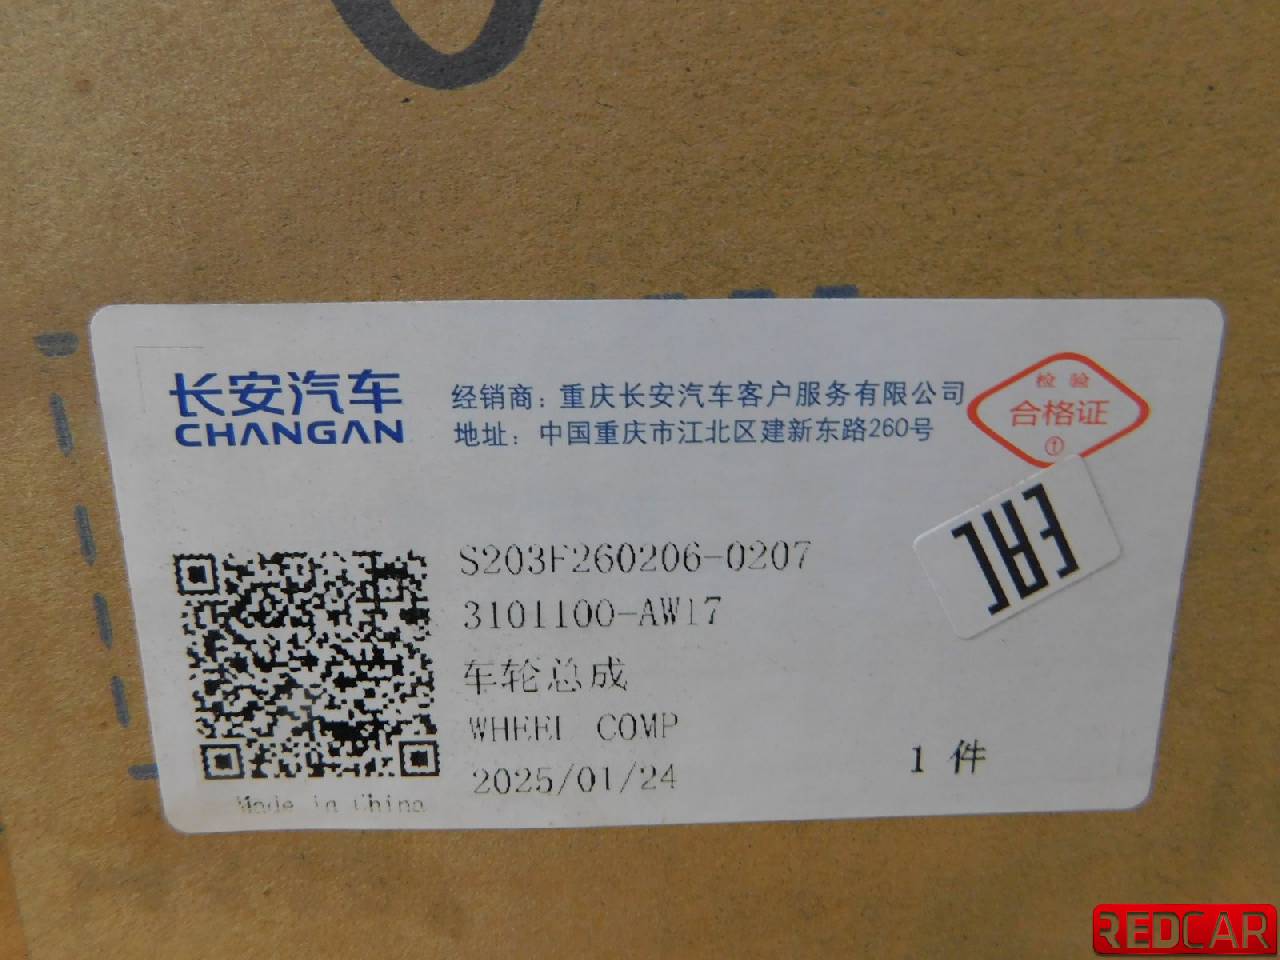 长安汽车
CHANGAN
经销商：重庆长安汽车客户服务有限公司
地址：中国重庆市江北区建新东路260号
检 验
合格证
①
S203F260206-0207
3101100-AW17
车轮总成
WHEEL COMP
2025/01/24
1 件
Made in China
REDCAR